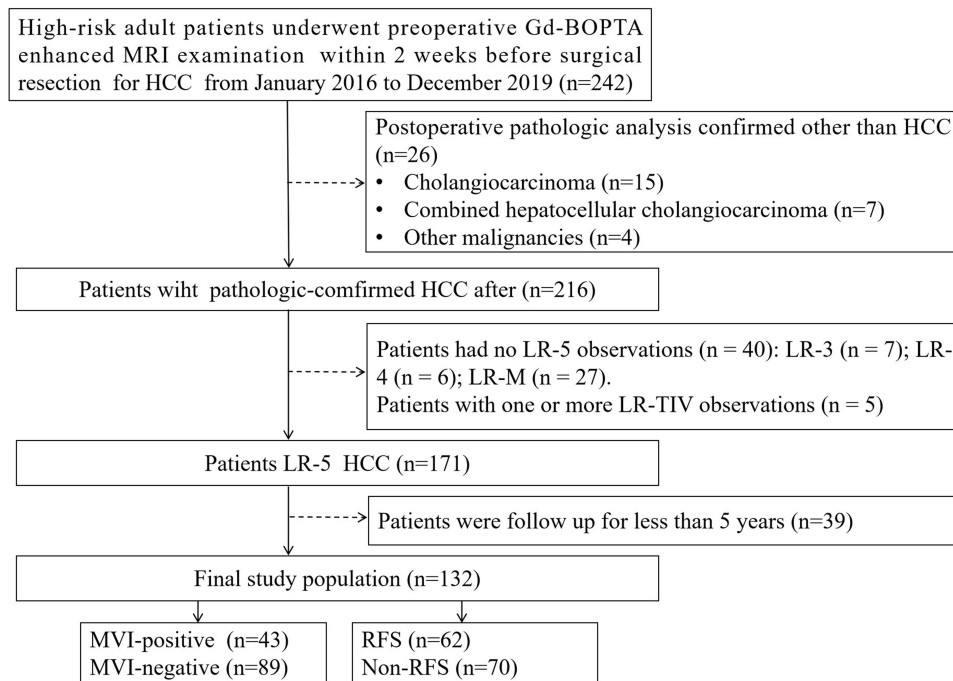 High-risk adult patients underwent preoperative Gd-BOPTA
enhanced MRI examination within 2 weeks before surgical
resection for HCC from January 2016 to December 2019 (n=242)
Postoperative pathologic analysis confirmed other than HCC
(n=26)
• Cholangiocarcinoma (n=15)
• Combined hepatocellular cholangiocarcinoma (n=7)
• Other malignancies (n=4)
Patients wiht pathologic-comfirmed HCC after (n=216)
Patients had no LR-5 observations (n = 40): LR-3 (n = 7); LR-
4 (n = 6); LR-M (n = 27).
Patients with one or more LR-TIV observations (n = 5)
Patients LR-5 HCC (n=171)
Patients were follow up for less than 5 years (n=39)
Final study population (n=132)
MVI-positive (n=43)
MVI-negative (n=89)
RFS (n=62)
Non-RFS (n=70)